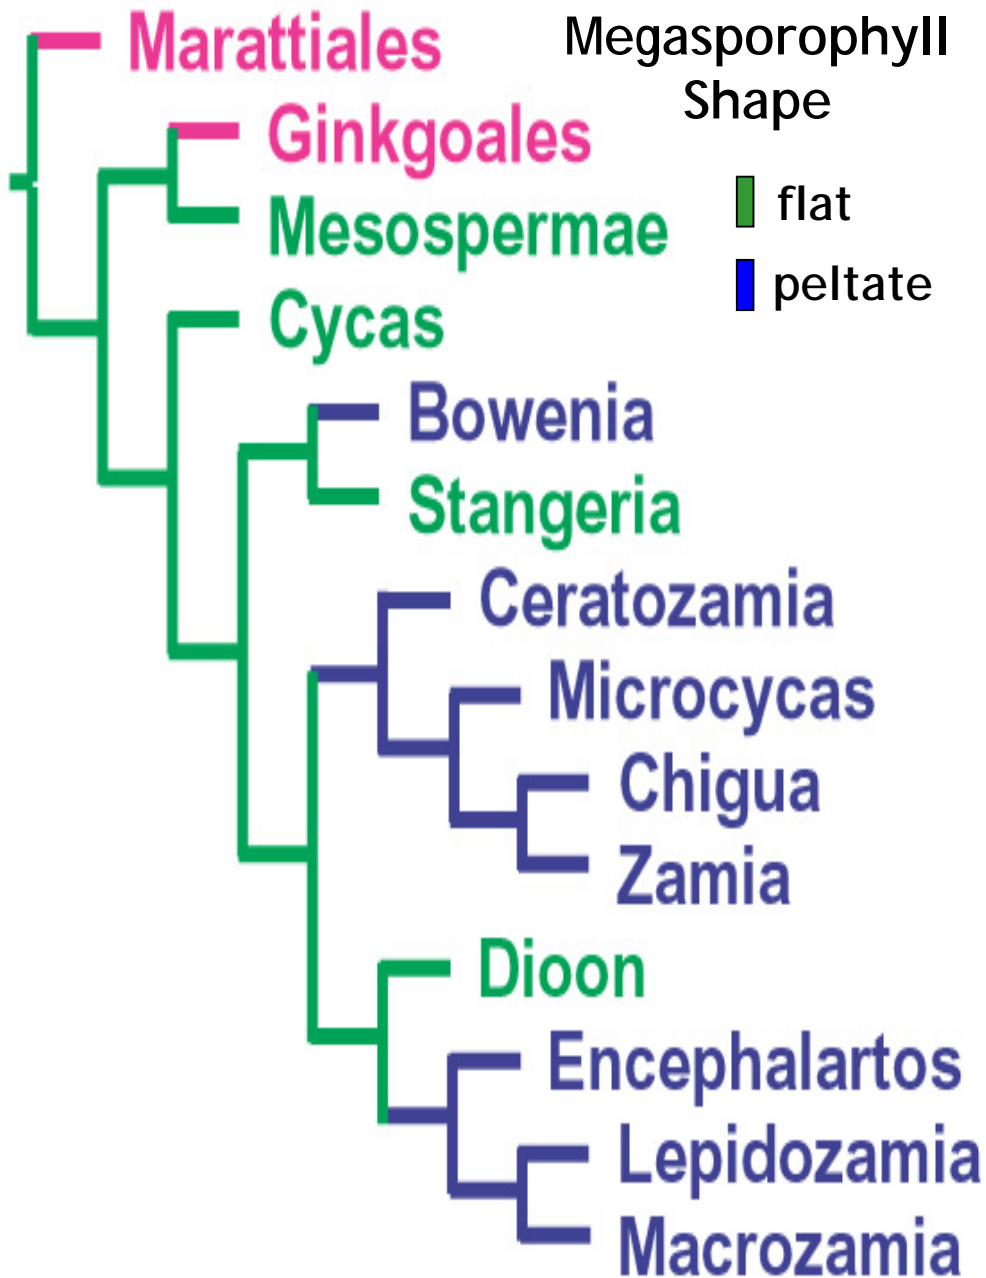 Marattiales
Megasporophyll
Shape
Ginkgoales
flat
Mesospermae
peltate
Cycas
Bowenia
Stangeria
Ceratozamia
Microcycas
Chigua
Zamia
Dioon
Encephalartos
Lepidozamia
Macrozamia